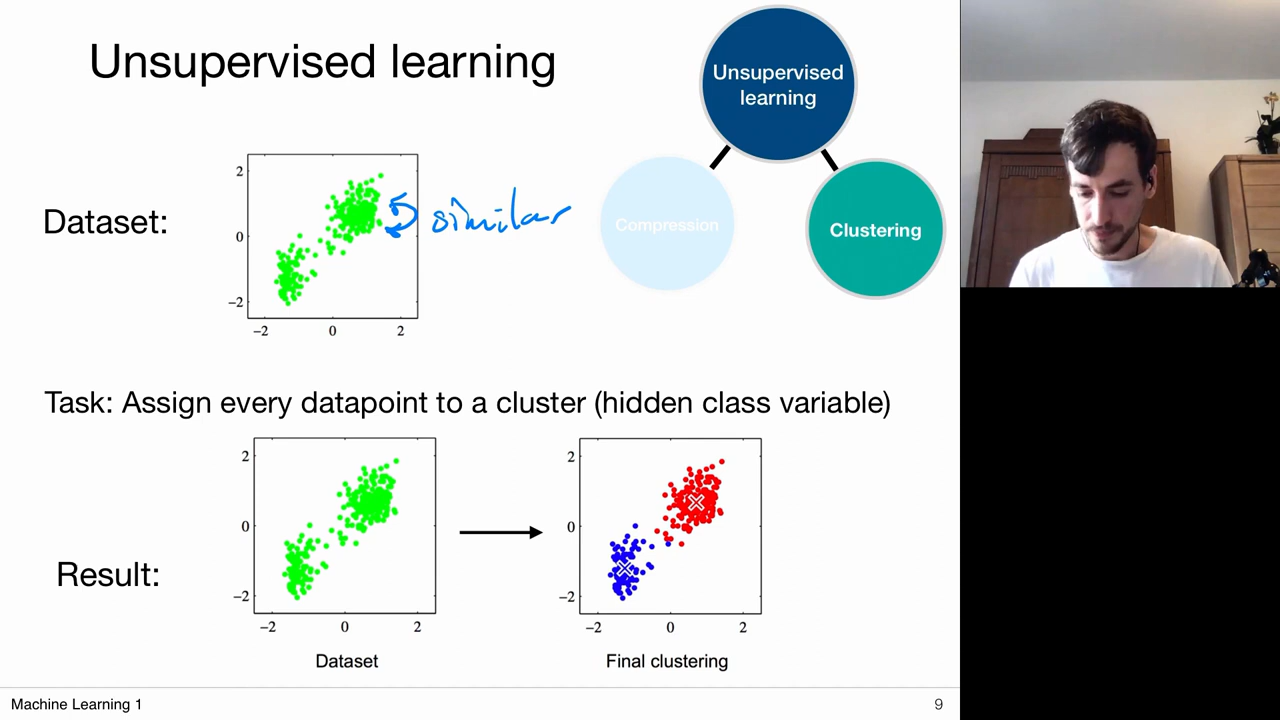 Unsupervised learning
Unsupervised
learning
Compression
Clustering
Dataset:
2
0
−2
−2 0 2
similar
Task: Assign every datapoint to a cluster (hidden class variable)
Result:
2
0
−2
−2 0 2
Dataset
2
0
−2
−2 0 2
Final clustering
Machine Learning 1
9